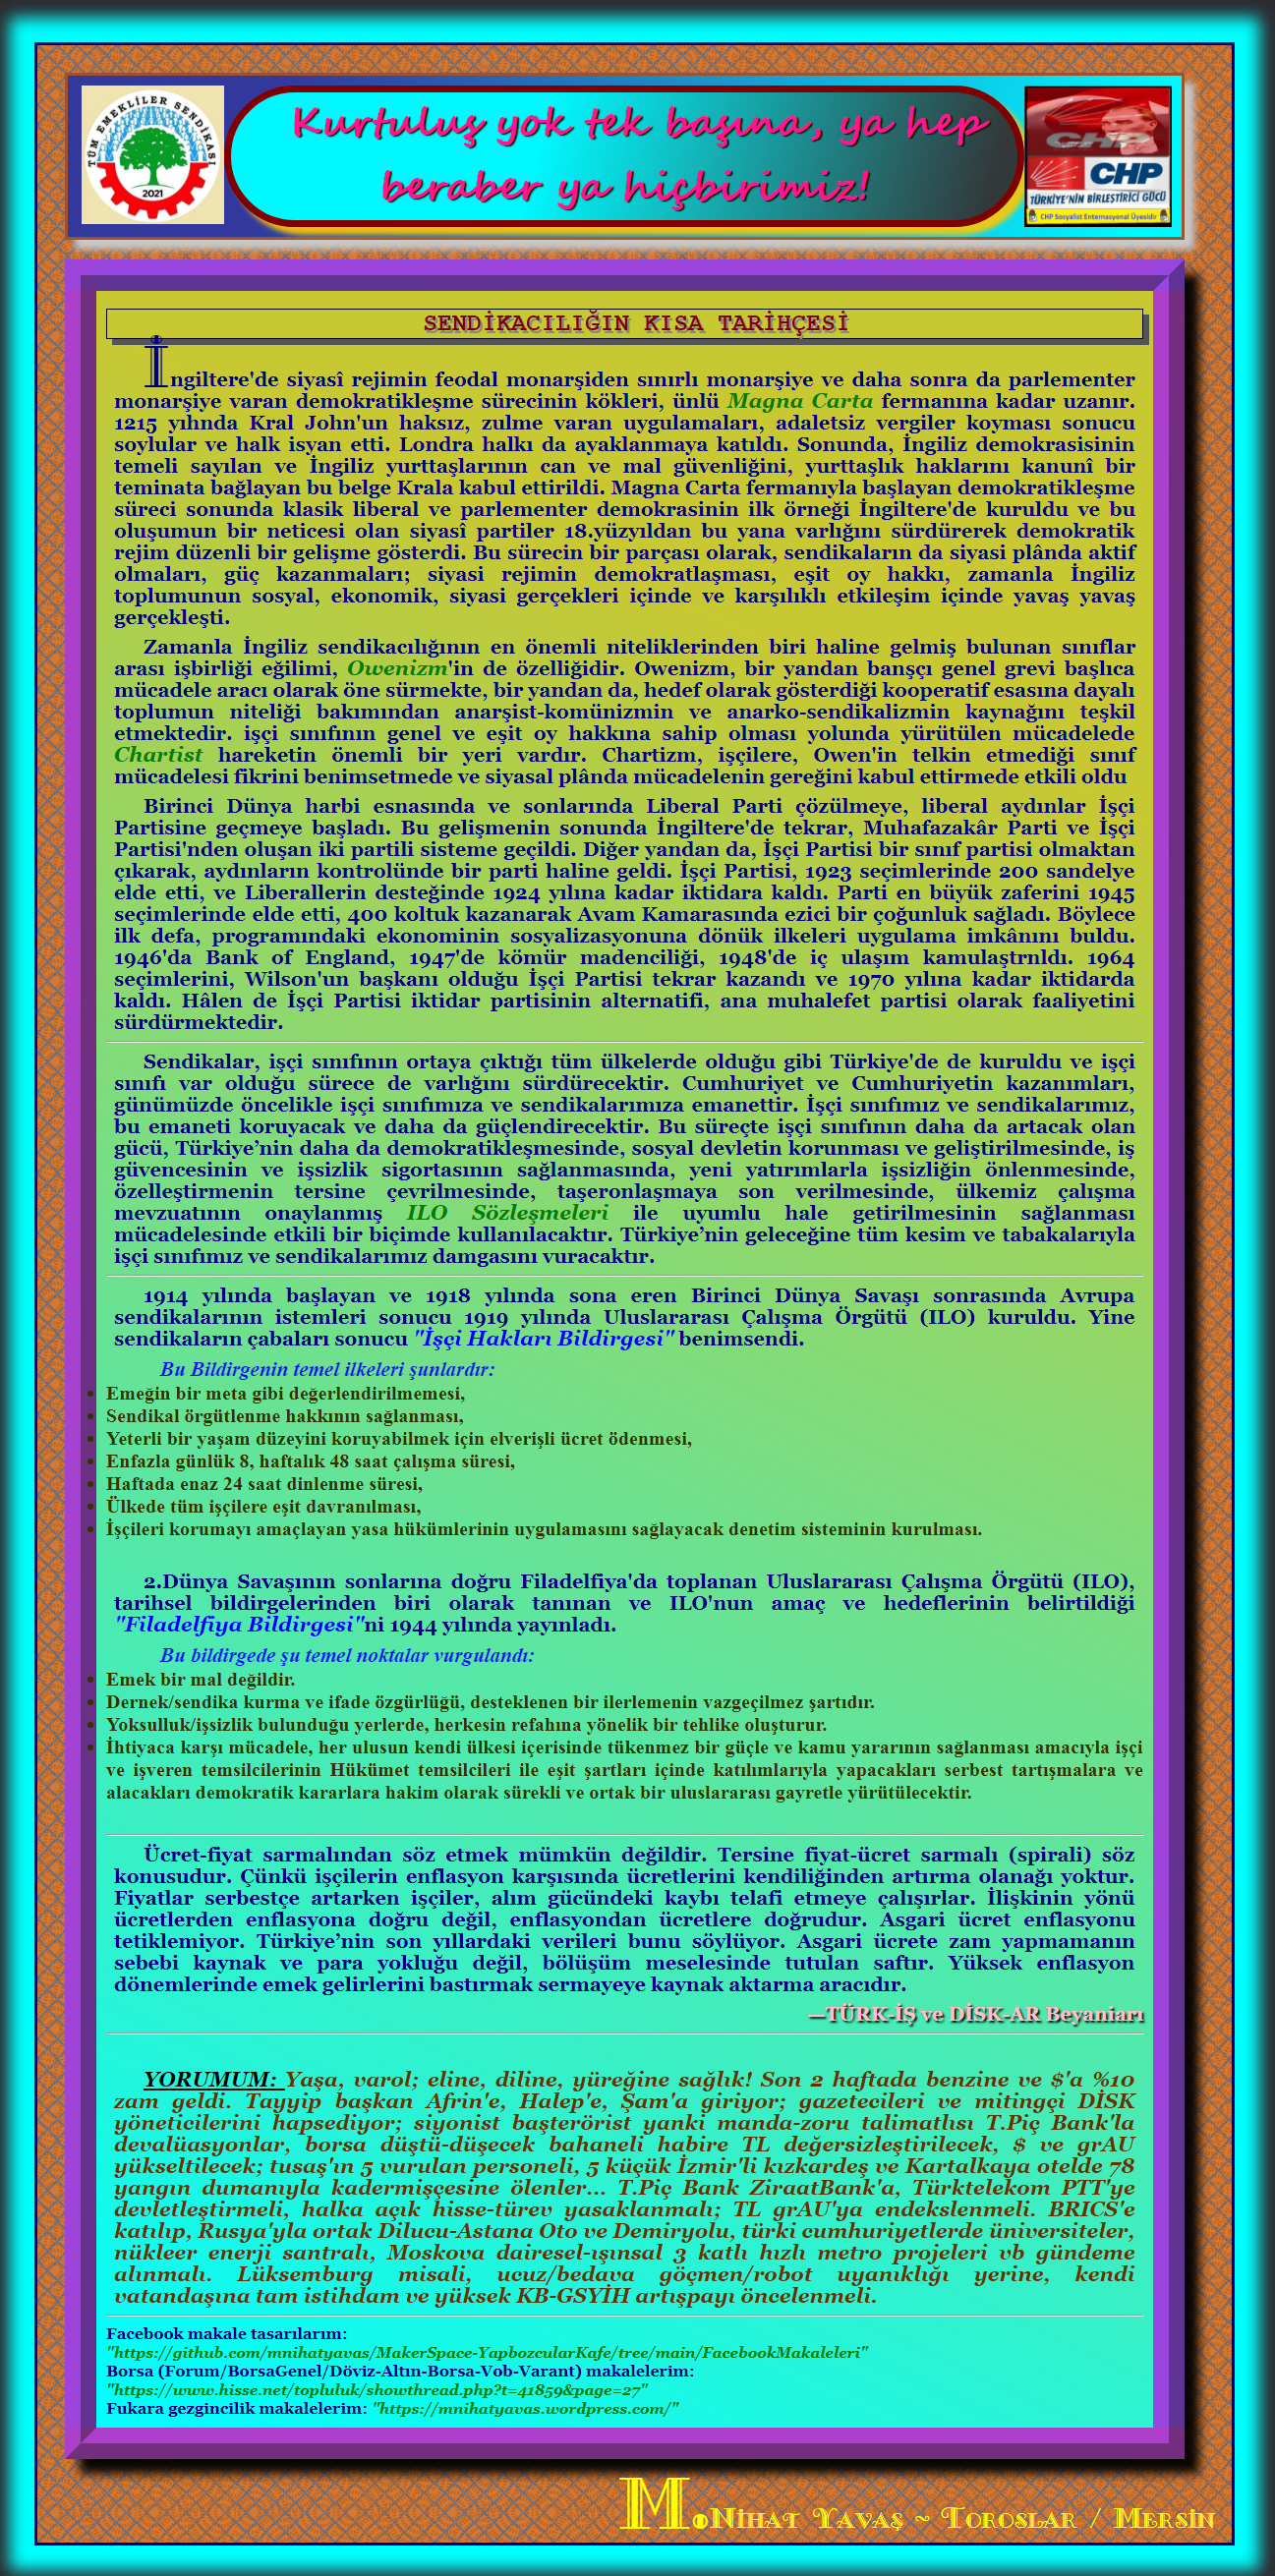 TÜM EMEKLİLER SENDİKASI
2021
Kurtuluş yok tek başına, ya hep
beraber ya hiçbirimiz!
CHP
CHP
TÜRKİYE'NİN BİRLEŞTİRİCİ GÜCÜ
CHP Sosyalist Enternasyonal Üyesidir
SENDİKACILIĞIN KISA TARİHÇESİ
İngiltere'de siyasî rejimin feodal monarşiden sınırlı monarşiye ve daha sonra da parlementer
monarşiye varan demokratikleşme sürecinin kökleri, ünlü Magna Carta fermanına kadar uzanır.
1215 yılında Kral John'un haksız, zulme varan uygulamaları, adaletsiz vergiler koyması sonucu
soylular ve halk isyan etti. Londra halkı da ayaklanmaya katıldı. Sonunda, İngiliz demokrasisinin
temeli sayılan ve İngiliz yurttaşlarının can ve mal güvenliğini, yurttaşlık haklarını kanunî bir
teminata bağlayan bu belge Krala kabul ettirildi. Magna Carta fermanıyla başlayan demokratikleşme
süreci sonunda klasik liberal ve parlementer demokrasinin ilk örneği İngiltere'de kuruldu ve bu
oluşumun bir neticesi olan siyasî partiler 18.yüzyıldan bu yana varlığını sürdürerek demokratik
rejim düzenli bir gelişme gösterdi. Bu sürecin bir parçası olarak, sendikaların da siyasi plânda aktif
olmaları, güç kazanmaları; siyasi rejimin demokratlaşması, eşit oy hakkı, zamanla İngiliz
toplumunun sosyal, ekonomik, siyasi gerçekleri içinde ve karşılıklı etkileşim içinde yavaş yavaş
gerçekleşti.
Zamanla İngiliz sendikacılığının en önemli niteliklerinden biri haline gelmiş bulunan sınıflar
arası işbirliği eğilimi, Owenizm'in de özelliğidir. Owenizm, bir yandan banşçı genel grevi başlıca
mücadele aracı olarak öne sürmekte, bir yandan da, hedef olarak gösterdiği kooperatif esasına dayalı
toplumun niteliği bakımından anarşist-komünizmin ve anarko-sendikalizmin kaynağını teşkil
etmektedir. işçi sınıfının genel ve eşit oy hakkına sahip olması yolunda yürütülen mücadelede
Chartist hareketin önemli bir yeri vardır. Chartizm, işçilere, Owen'in telkin etmediği sınıf
mücadelesi fikrini benimsetmede ve siyasal plânda mücadelenin gereğini kabul ettirmede etkili oldu
Birinci Dünya harbi esnasında ve sonlarında Liberal Parti çözülmeye, liberal aydınlar İşçi
Partisine geçmeye başladı. Bu gelişmenin sonunda İngiltere'de tekrar, Muhafazakâr Parti ve İşçi
Partisi'nden oluşan iki partili sisteme geçildi. Diğer yandan da, İşçi Partisi bir sınıf partisi olmaktan
çıkarak, aydınların kontrolünde bir parti haline geldi. İşçi Partisi, 1923 seçimlerinde 200 sandelye
elde etti, ve Liberallerin desteğinde 1924 yılına kadar iktidara kaldı. Parti en büyük zaferini 1945
seçimlerinde elde etti, 400 koltuk kazanarak Avam Kamarasında ezici bir çoğunluk sağladı. Böylece
ilk defa, programındaki ekonominin sosyalizasyonuna dönük ilkeleri uygulama imkânını buldu.
1946'da Bank of England, 1947'de kömür madenciliği, 1948'de iç ulaşım kamulaştrnldı. 1964
seçimlerini, Wilson'un başkanı olduğu İşçi Partisi tekrar kazandı ve 1970 yılına kadar iktidarda
kaldı. Hâlen de İşçi Partisi iktidar partisinin alternatifi, ana muhalefet partisi olarak faaliyetini
sürdürmektedir.
Sendikalar, işçi sınıfının ortaya çıktığı tüm ülkelerde olduğu gibi Türkiye'de de kuruldu ve işçi
sınıfı var olduğu sürece de varlığını sürdürecektir. Cumhuriyet ve Cumhuriyetin kazanımları,
günümüzde öncelikle işçi sınıfımıza ve sendikalarımıza emanettir. İşçi sınıfımız ve sendikalarımız,
bu emaneti koruyacak ve daha da güçlendirecektir. Bu süreçte işçi sınıfının daha da artacak olan
gücü, Türkiye’nin daha da demokratikleşmesinde, sosyal devletin korunması ve geliştirilmesinde, iş
güvencesinin ve işsizlik sigortasının sağlanmasında, yeni yatırımlarla işsizliğin önlenmesinde,
özelleştirmenin tersine çevrilmesinde, taşeronlaşmaya son verilmesinde, ülkemiz çalışma
mevzuatının onaylanmış ILO Sözleşmeleri ile uyumlu hale getirilmesinin sağlanması
mücadelesinde etkili bir biçimde kullanılacaktır. Türkiye’nin geleceğine tüm kesim ve tabakalarıyla
işçi sınıfımız ve sendikalarımız damgasını vuracaktır.
1914 yılında başlayan ve 1918 yılında sona eren Birinci Dünya Savaşı sonrasında Avrupa
sendikalarının istemleri sonucu 1919 yılında Uluslararası Çalışma Örgütü (ILO) kuruldu. Yine
sendikaların çabaları sonucu "İşçi Hakları Bildirgesi" benimsendi.
Bu Bildirgenin temel ilkeleri şunlardır:
• Emeğin bir meta gibi değerlendirilmemesi,
• Sendikal örgütlenme hakkının sağlanması,
• Yeterli bir yaşam düzeyini koruyabilmek için elverişli ücret ödenmesi,
• Enfazla günlük 8, haftalık 48 saat çalışma süresi,
• Haftada enaz 24 saat dinlenme süresi,
• Ülkede tüm işçilere eşit davranılması,
• İşçileri korumayı amaçlayan yasa hükümlerinin uygulamasını sağlayacak denetim sisteminin kurulması.
2.Dünya Savaşının sonlarına doğru Filadelfiya'da toplanan Uluslararası Çalışma Örgütü (ILO),
tarihsel bildirgelerinden biri olarak tanınan ve ILO'nun amaç ve hedeflerinin belirtildiği
"Filadelfiya Bildirgesi"ni 1944 yılında yayınladı.
Bu bildirgede şu temel noktalar vurgulandı:
• Emek bir mal değildir.
• Dernek/sendika kurma ve ifade özgürlüğü, desteklenen bir ilerlemenin vazgeçilmez şartıdır.
• Yoksulluk/işsizlik bulunduğu yerlerde, herkesin refahına yönelik bir tehlike oluşturur.
• İhtiyaca karşı mücadele, her ulusun kendi ülkesi içerisinde tükenmez bir güçle ve kamu yararının sağlanması amacıyla işçi
ve işveren temsilcilerinin Hükümet temsilcileri ile eşit şartları içinde katılımlarıyla yapacakları serbest tartışmalara ve
alacakları demokratik kararlara hakim olarak sürekli ve ortak bir uluslararası gayretle yürütülecektir.
Ücret-fiyat sarmalından söz etmek mümkün değildir. Tersine fiyat-ücret sarmalı (spirali) söz
konusudur. Çünkü işçilerin enflasyon karşısında ücretlerini kendiliğinden artırma olanağı yoktur.
Fiyatlar serbestçe artarken işçiler, alım gücündeki kaybı telafi etmeye çalışırlar. İlişkinin yönü
ücretlerden enflasyona doğru değil, enflasyondan ücretlere doğrudur. Asgari ücret enflasyonu
tetiklemiyor. Türkiye’nin son yıllardaki verileri bunu söylüyor. Asgari ücrete zam yapmamanın
sebebi kaynak ve para yokluğu değil, bölüşüm meselesinde tutulan saftır. Yüksek enflasyon
dönemlerinde emek gelirlerini bastırmak sermayeye kaynak aktarma aracıdır.
—TÜRK-İŞ ve DİSK-AR Beyanları
YORUMUM: Yaşa, varol; eline, diline, yüreğine sağlık! Son 2 haftada benzine ve $'a %10
zam geldi. Tayyip başkan Afrin'e, Halep'e, Şam'a giriyor; gazetecileri ve mitingçi DİSK
yöneticilerini hapsediyor; siyonist başterörist yanki manda-zoru talimatlısı T.Piç Bank'la
devalüasyonlar, borsa düştü-düşecek bahaneli habire TL değersizleştirilecek, $ ve grAU
yükseltilecek; tusaş'ın 5 vurulan personeli, 5 küçük İzmir'li kızkardeş ve Kartalkaya otelde 78
yangın dumanıyla kadermişçesine ölenler... T.Piç Bank ZiraatBank'a, Türktelekom PTT'ye
devletleştirmeli, halka açık hisse-türev yasaklanmalı; TL grAU'ya endekslenmeli. BRICS'e
katılıp, Rusya'yla ortak Dilucu-Astana Oto ve Demiryolu, türki cumhuriyetlerde üniversiteler,
nükleer enerji santralı, Moskova dairesel-ışınsal 3 katlı hızlı metro projeleri vb gündeme
alınmalı. Lüksemburg misali, ucuz/bedava göçmen/robot uyanıklığı yerine, kendi
vatandaşına tam istihdam ve yüksek KB-GSYİH artışpayı öncelenmeli.
Facebook makale tasarılarım:
"https://github.com/mnihatyavas/MakerSpace-YapbozcularKafe/tree/main/FacebookMakaleleri"
Borsa (Forum/BorsaGenel/Döviz-Altın-Borsa-Vob-Varant) makalelerim:
"https://www.hisse.net/topluluk/showthread.php?t=41859&page=27"
Fukara gezgincilik makalelerim: "https://mnihatyavas.wordpress.com/"
MoNihat Yavaş ~ Toroslar / Mersin